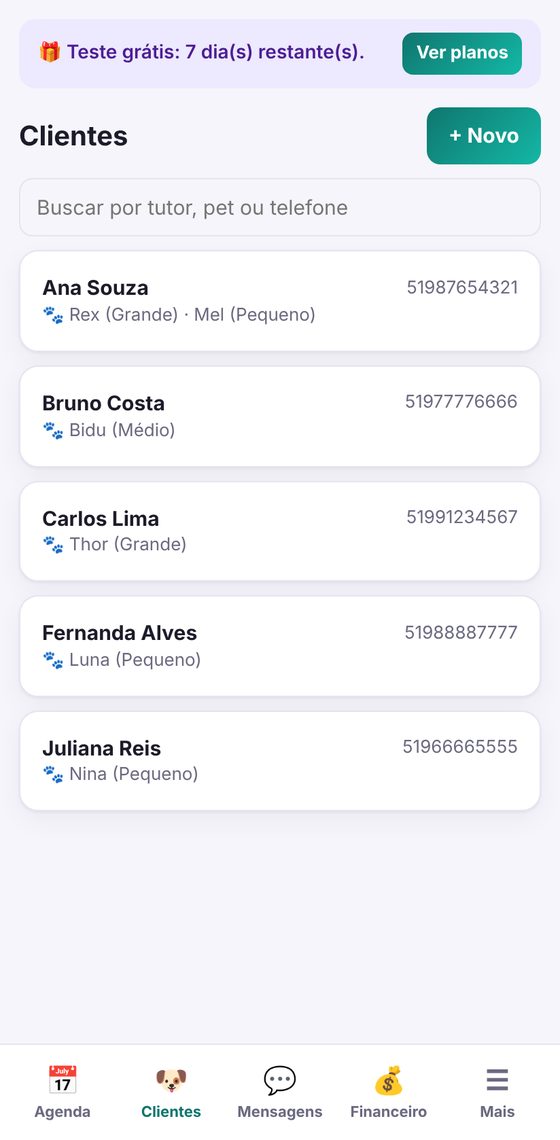 🎁 Teste grátis: 7 dia(s) restante(s).
Ver planos
Clientes
+ Novo
Buscar por tutor, pet ou telefone
Ana Souza
51987654321
🐾 Rex (Grande) · Mel (Pequeno)
Bruno Costa
51977776666
🐾 Bidu (Médio)
Carlos Lima
51991234567
🐾 Thor (Grande)
Fernanda Alves
51988887777
🐾 Luna (Pequeno)
Juliana Reis
51966665555
🐾 Nina (Pequeno)
July
17
Agenda
Clientes
Mensagens
Financeiro
Mais